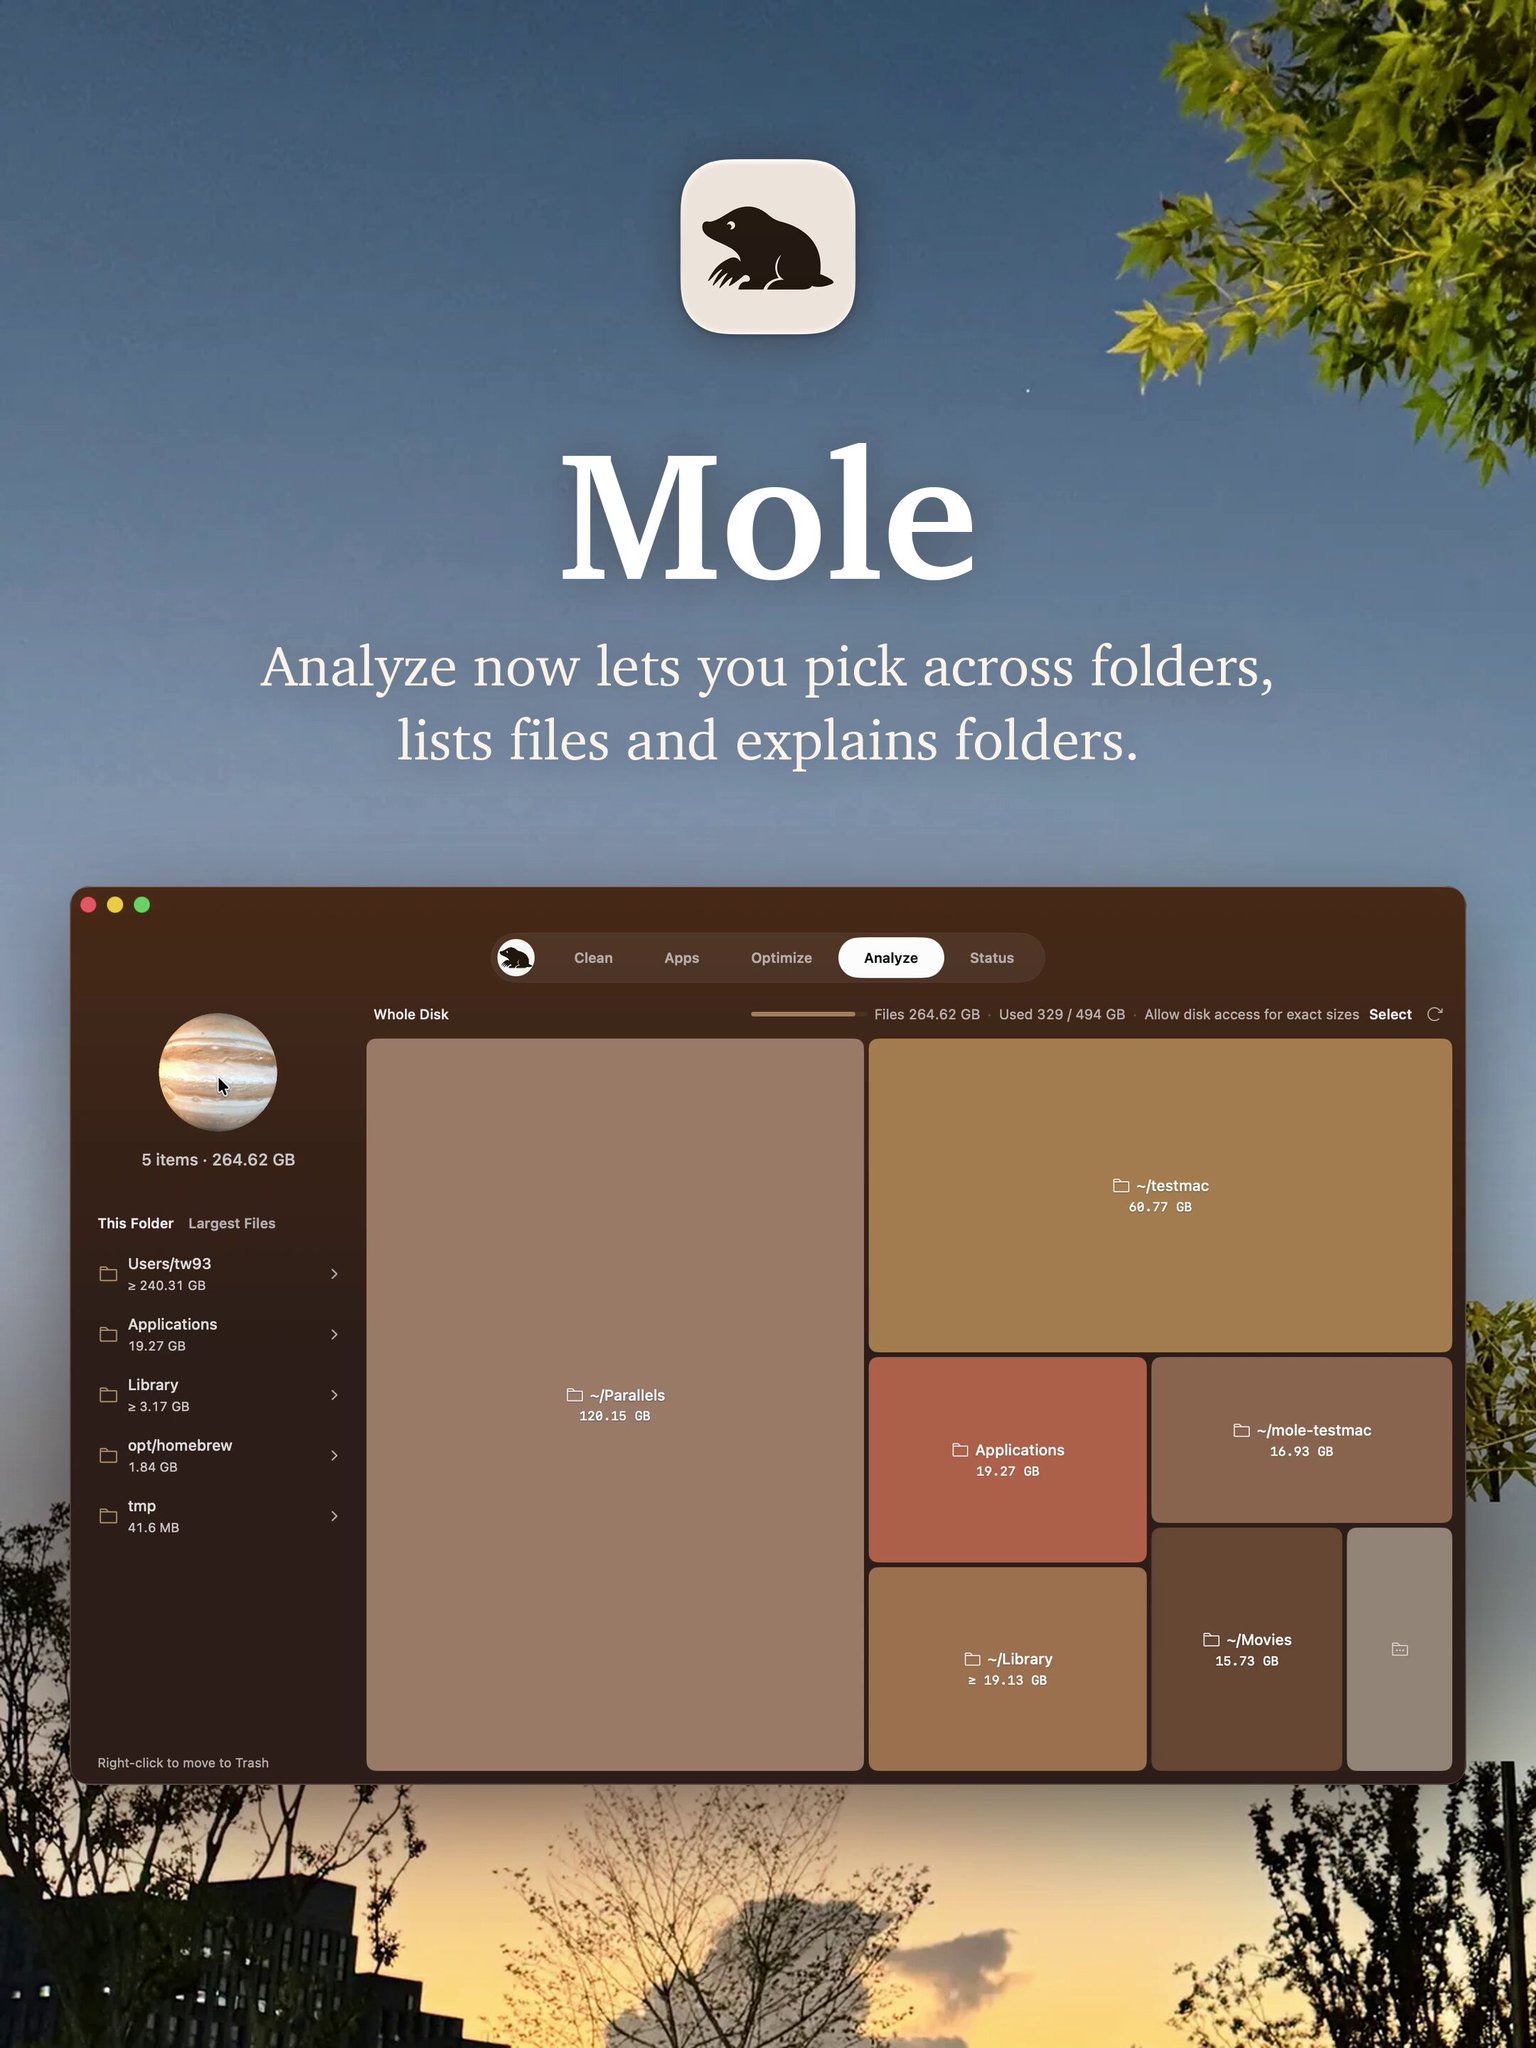 Mole
Analyze now lets you pick across folders,
lists files and explains folders.
Clean Apps Optimize Analyze Status
Whole Disk
Files 264.62 GB · Used 329 / 494 GB · Allow disk access for exact sizes Select
5 items · 264.62 GB
This Folder Largest Files
Users/tw93
≥ 240.31 GB
Applications
19.27 GB
Library
≥ 3.17 GB
opt/homebrew
1.84 GB
tmp
41.6 MB
Right-click to move to Trash
~/Parallels
120.15 GB
~/testmac
60.77 GB
Applications
19.27 GB
~/mole-testmac
16.93 GB
~/Library
≥ 19.13 GB
~/Movies
15.73 GB